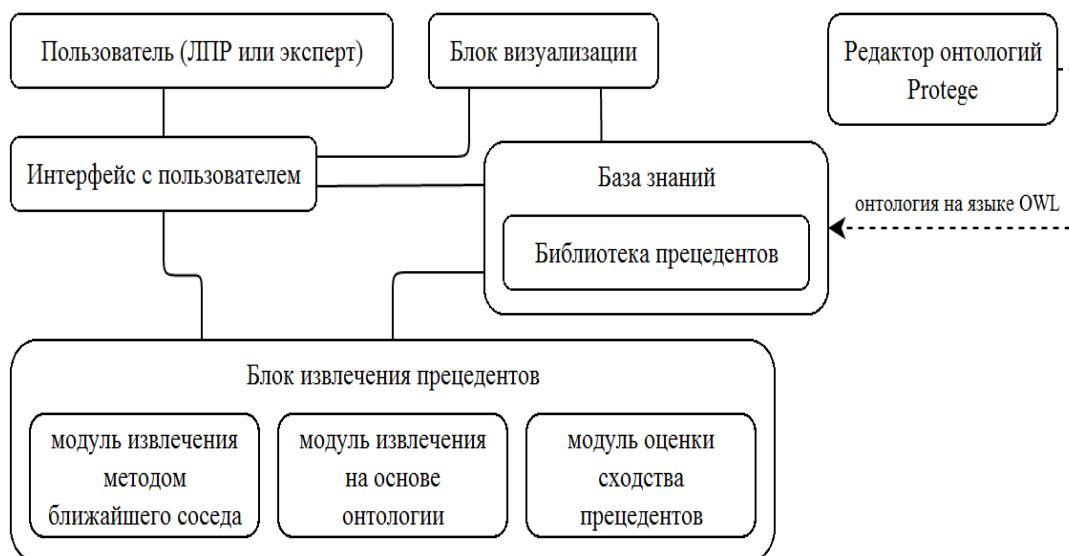 Пользователь (ЛПР или эксперт)
Блок визуализации
Редактор онтологий
Protege
Интерфейс с пользователем
База знаний
онтология на языке OWL
Библиотека прецедентов
Блок извлечения прецедентов
модуль извлечения
методом
ближайшего соседа
модуль извлечения
на основе
онтологии
модуль оценки
сходства
прецедентов